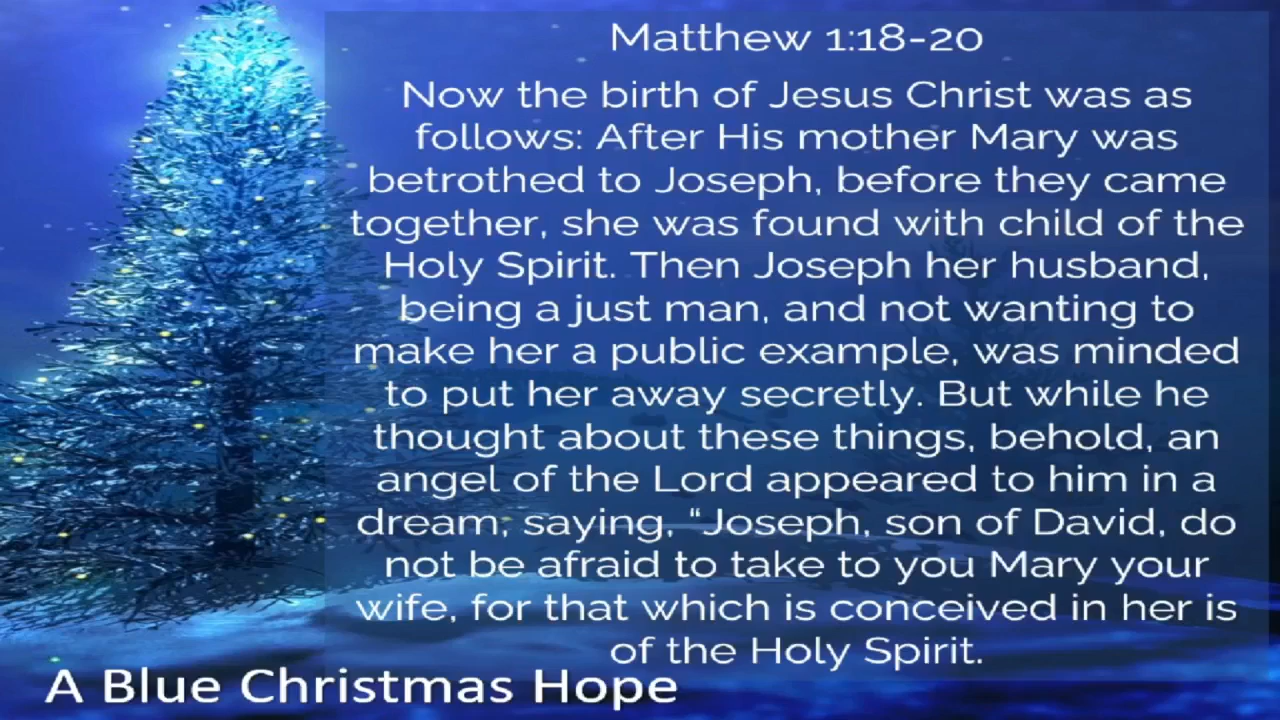 Matthew 1:18-20
Now the birth of Jesus Christ was as
follows: After His mother Mary was
betrothed to Joseph, before they came
together, she was found with child of the
Holy Spirit. Then Joseph her husband,
being a just man, and not wanting to
make her a public example, was minded
to put her away secretly. But while he
thought about these things, behold, an
angel of the Lord appeared to him in a
dream, saying, “Joseph, son of David, do
not be afraid to take to you Mary your
wife, for that which is conceived in her is
of the Holy Spirit.
A Blue Christmas Hope